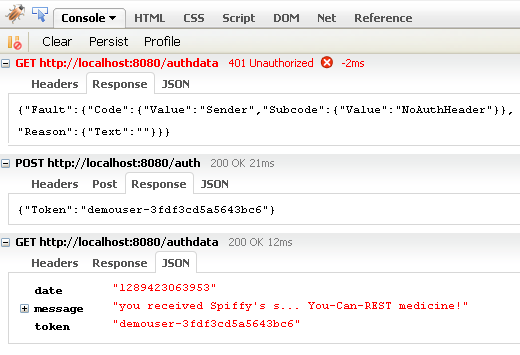 Console HTML CSS Script DOM Net Reference
Clear Persist Profile
GET http://localhost:8080/authdata 401 Unauthorized -2ms
Headers Response JSON
{"Fault":{"Code":{"Value":"Sender","Subcode":{"Value":"NoAuthHeader"}},
"Reason":{"Text":""}}}
POST http://localhost:8080/auth 200 OK 21ms
Headers Post Response JSON
{"Token":"demouser-3fdf3cd5a5643bc6"}
GET http://localhost:8080/authdata 200 OK 12ms
Headers Response JSON
date "1289423063953"
message "you received Spiffy's s... You-Can-REST medicine!"
token "demouser-3fdf3cd5a5643bc6"